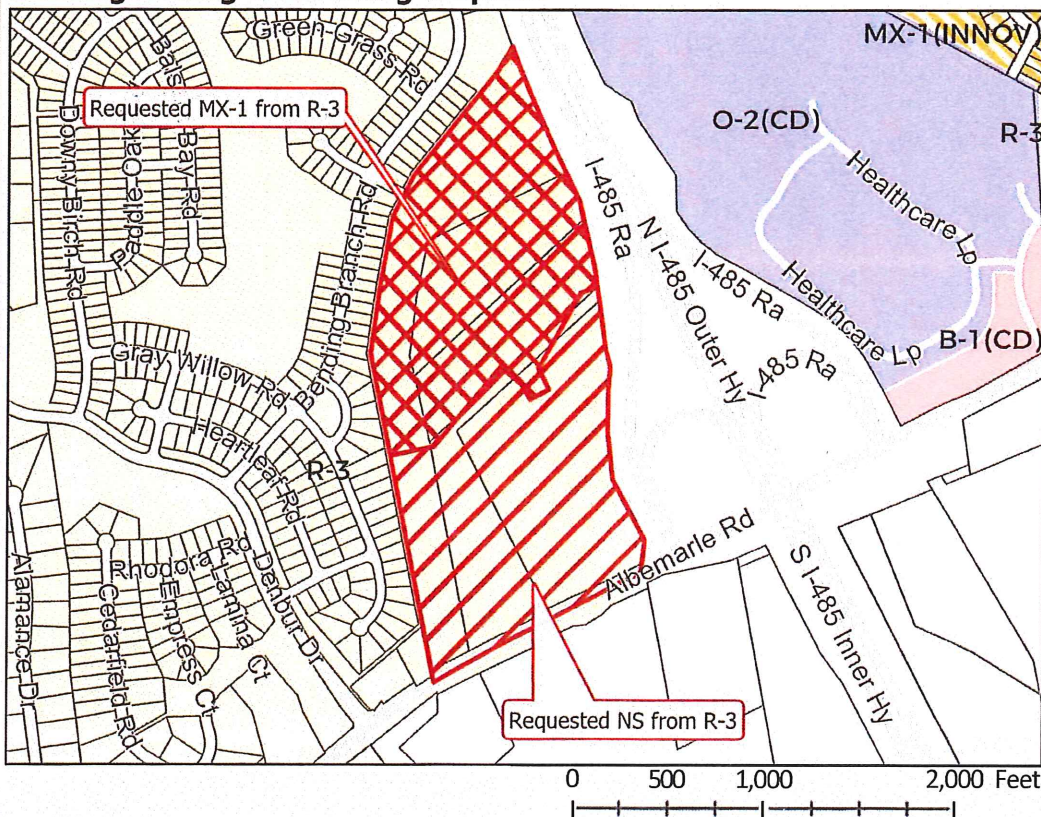 MX-1(INNOV)
Green Grass Rd
Requested MX-1 from R-3
O-2(CD)
R-3
Downy Birch Rd
Paddle Oak
Bay Rd
Healthcare Lp
I-485 Ra
Bending Branch Rd
N I-485 Outer Hy
I-485 Ra
Healthcare Lp
B-1(CD)
Gray Willow Rd
I-485 Ra
Heartleaf Rd
R-3
Albemarle Rd
Rhodora Rd
Denbur Dr
Lamina Ct
Empress Ct
Cedarfield Rd
Alamance Dr
S I-485 Inner Hy
Requested NS from R-3
0 500 1,000 2,000 Feet